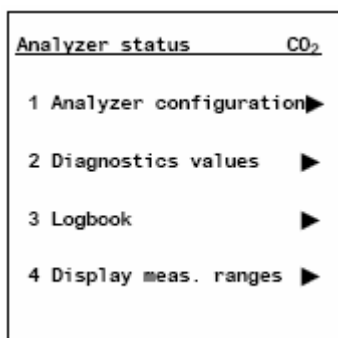 Analyzer status CO₂
1 Analyzer configuration▶
2 Diagnostics values ▶
3 Logbook ▶
4 Display meas. ranges ▶